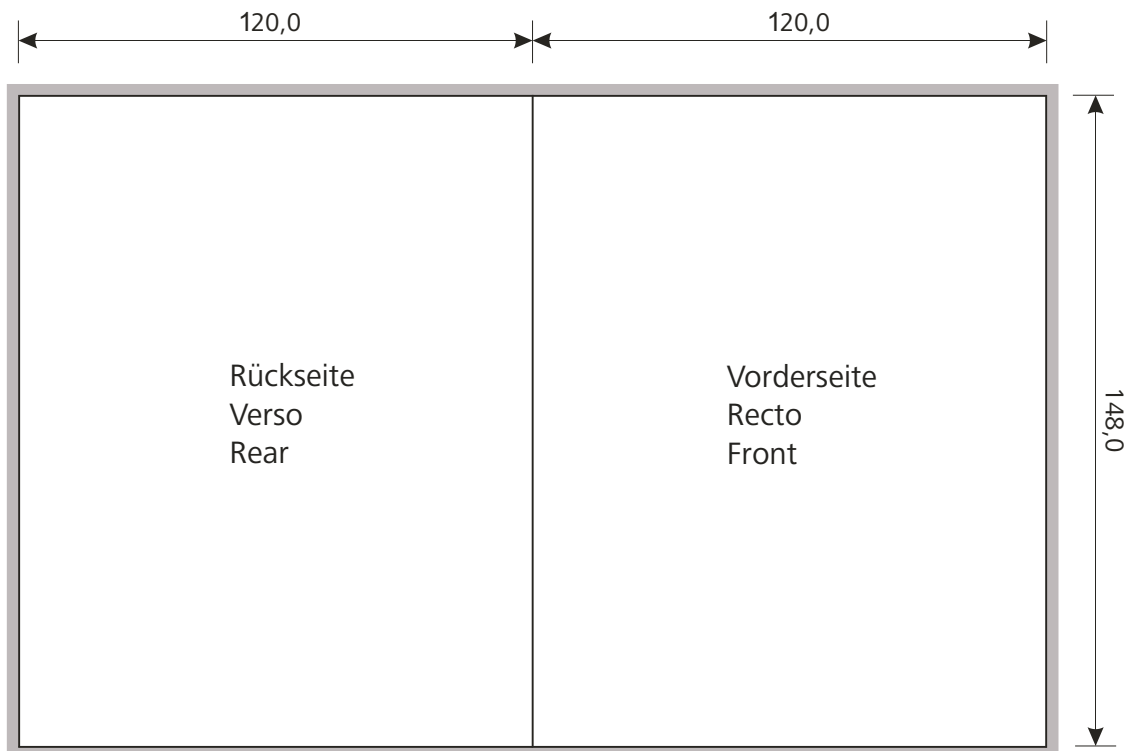 120,0
120,0
Rückseite
Verso
Rear
Vorderseite
Recto
Front
148,0